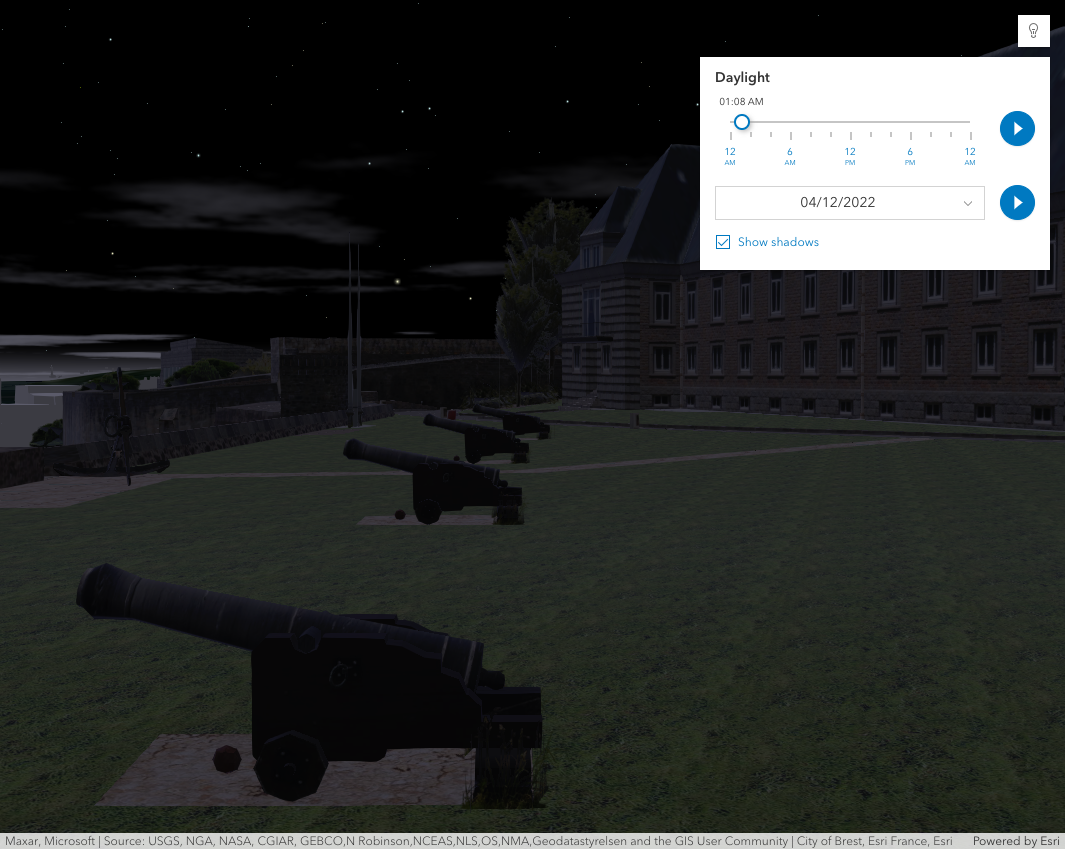 Daylight
01:08 AM
12 6 12 6 12
AM AM PM PM AM
04/12/2022
Show shadows
Maxar, Microsoft | Source: USGS, NGA, NASA, CGIAR, GEBCO,N Robinson,NCEAS,NLS,OS,NMA,Geodatastyrelsen and the GIS User Community | City of Brest, Esri France, Esri Powered by Esri